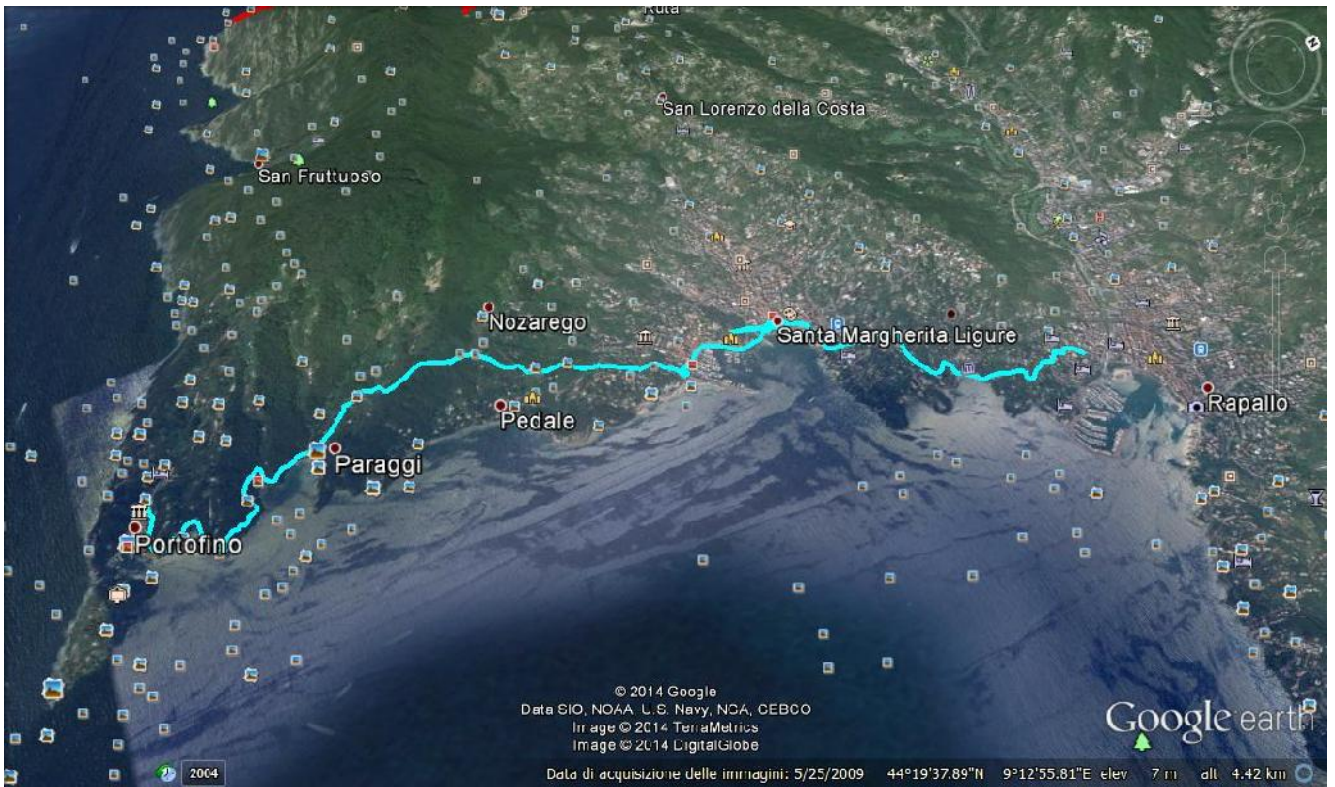 Ruta
San Lorenzo della Costa
San Fruttuoso
Nozarego
Santa Margherita Ligure
Rapallo
Pedale
Paraggi
Portofino
© 2014 Google
Data SIO, NOAA, U.S. Navy, NGA, GEBCO
Image © 2014 TerraMetrics
Image © 2014 DigitalGlobe
Google earth
2004
Data di acquisizione delle immagini: 5/25/2009 44°19'37.89"N 9°12'55.81"E elev 7 m alt 4.42 km